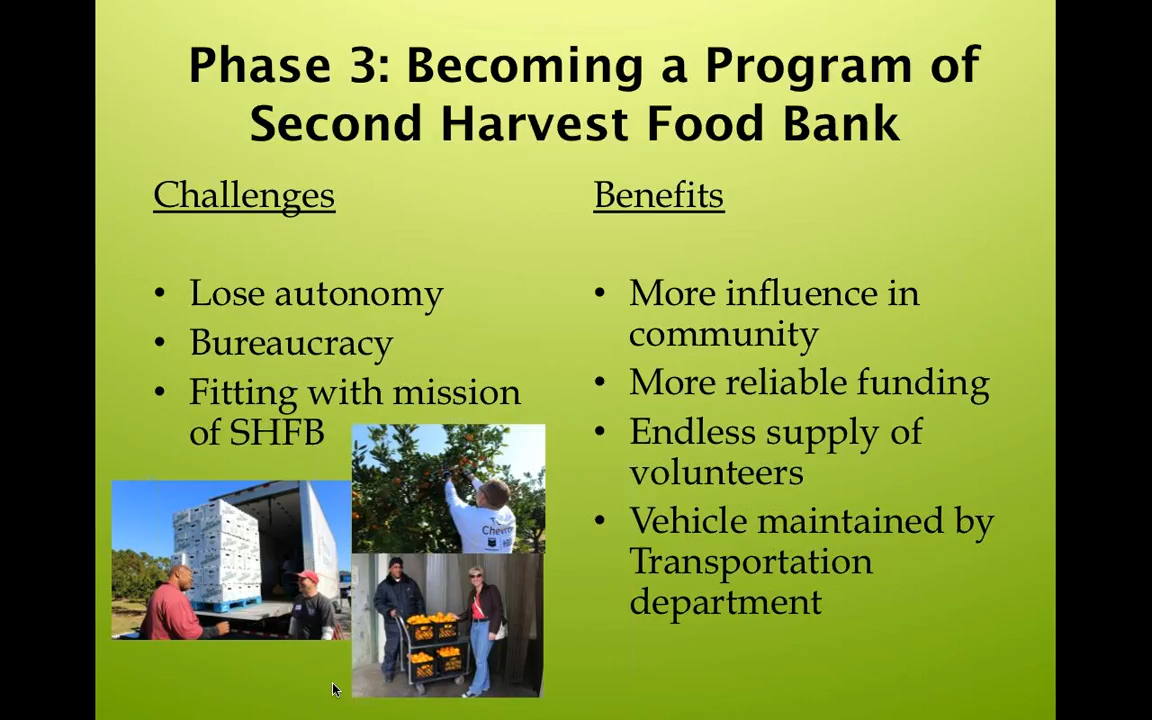 Phase 3: Becoming a Program of
Second Harvest Food Bank
Challenges
• Lose autonomy
• Bureaucracy
• Fitting with mission
of SHFB
Benefits
• More influence in
community
• More reliable funding
• Endless supply of
volunteers
• Vehicle maintained by
Transportation
department